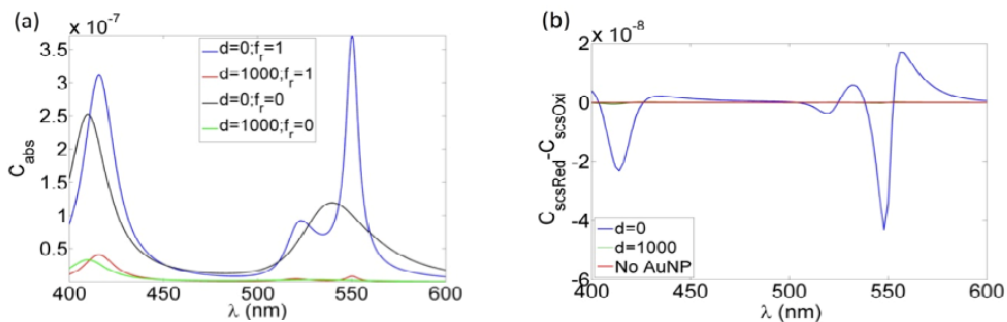 (a)
× 10⁻⁷
3.5
3
2.5
2
1.5
1
0.5
C_abs
d=0;f_r=1
d=1000;f_r=1
d=0;f_r=0
d=1000;f_r=0
400 450 500 550 600
λ (nm)
(b)
× 10⁻⁸
2
0
-2
-4
-6
C_scsRed-C_scsOxi
d=0
d=1000
No AuNP
400 450 500 550 600
λ (nm)